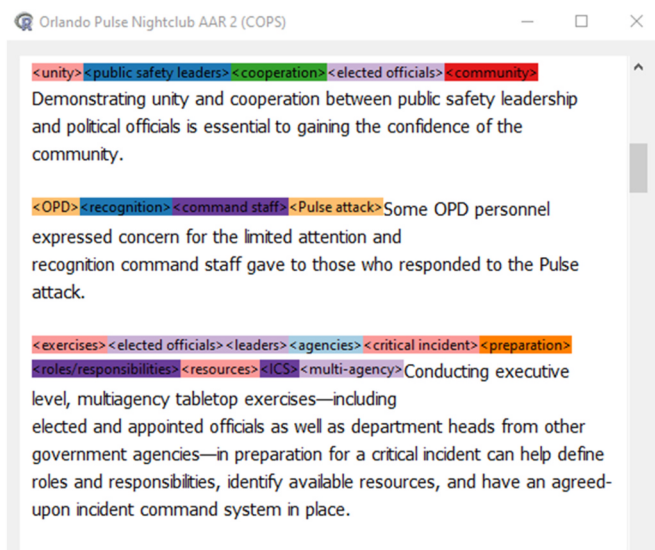 Orlando Pulse Nightclub AAR 2 (COPS)
<unity><public safety leaders><cooperation><elected officials><community>
Demonstrating unity and cooperation between public safety leadership
and political officials is essential to gaining the confidence of the
community.
<OPD><recognition><command staff><Pulse attack>Some OPD personnel
expressed concern for the limited attention and
recognition command staff gave to those who responded to the Pulse
attack.
<exercises><elected officials><leaders><agencies><critical incident><preparation>
<roles/responsibilities><resources><ICS><multi-agency>Conducting executive
level, multiagency tabletop exercises—including
elected and appointed officials as well as department heads from other
government agencies—in preparation for a critical incident can help define
roles and responsibilities, identify available resources, and have an agreed-
upon incident command system in place.